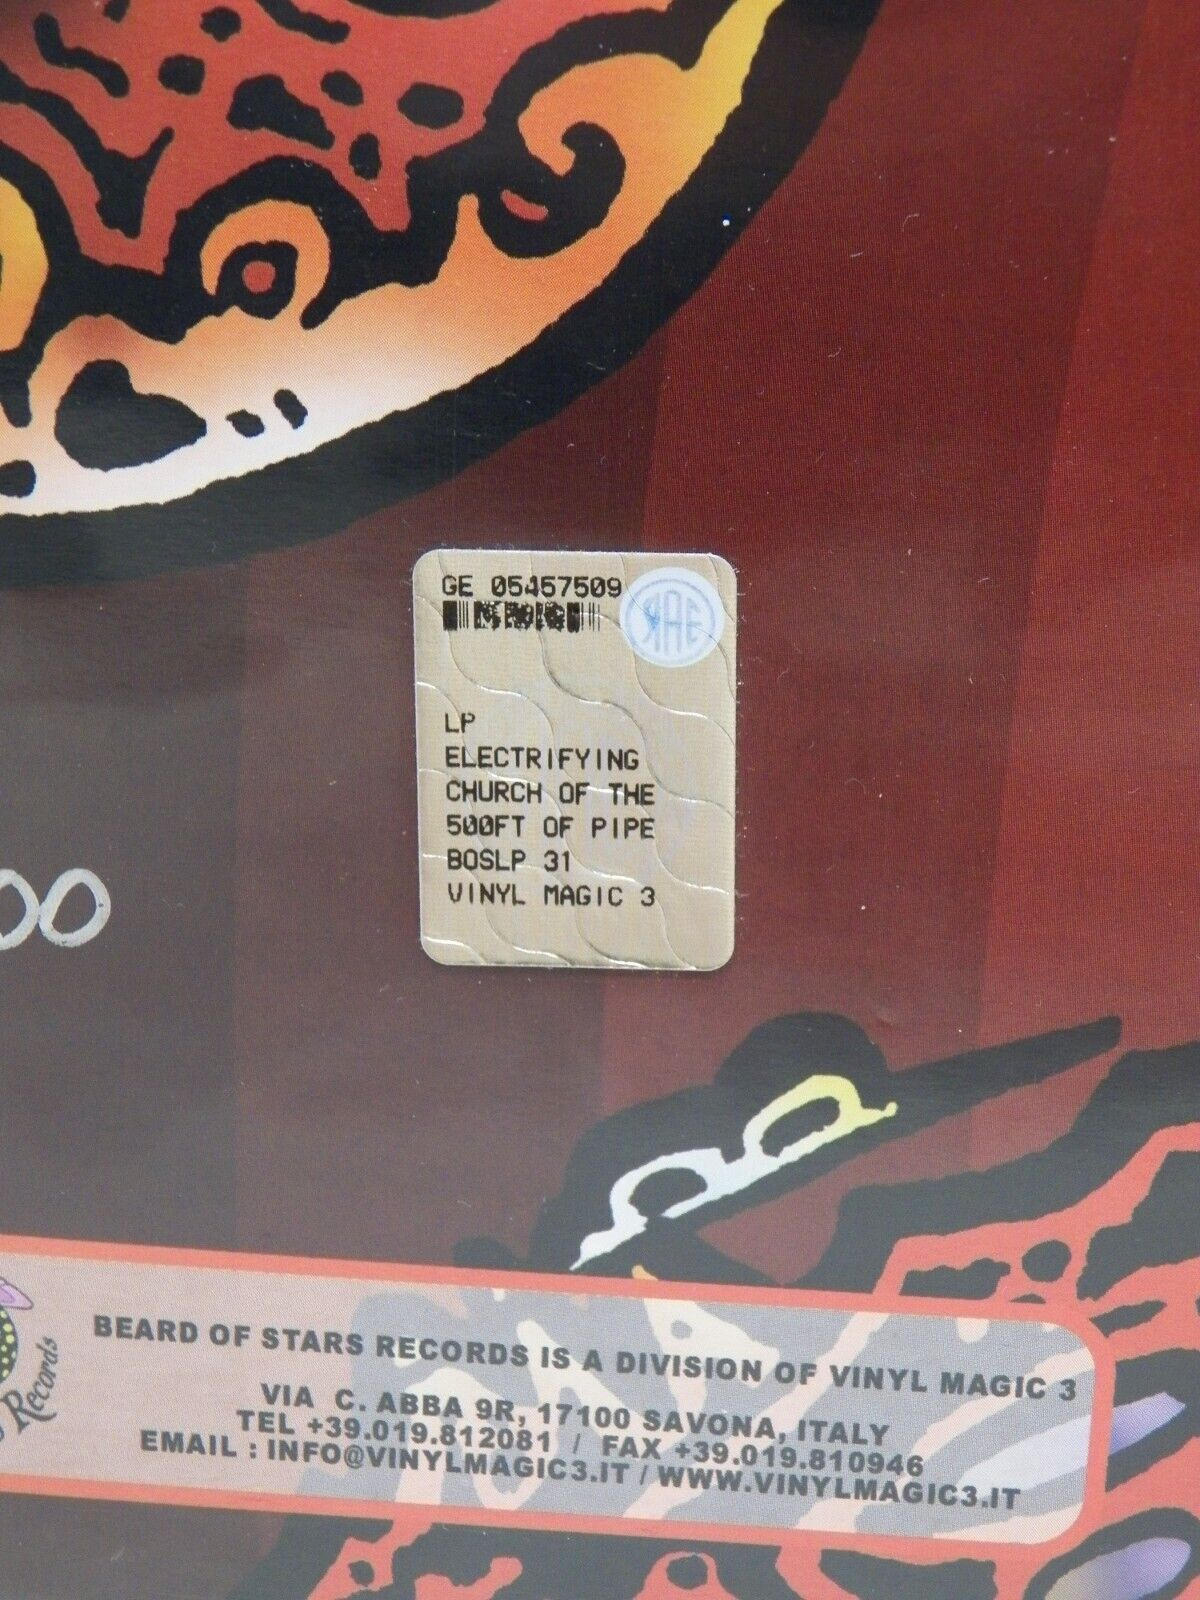 GE 05457509
LP
ELECTRIFYING
CHURCH OF THE
500FT OF PIPE
BOSLP 31
VINYL MAGIC 3
00
Records
BEARD OF STARS RECORDS IS A DIVISION OF VINYL MAGIC 3
VIA C. ABBA 9R, 17100 SAVONA, ITALY
TEL +39.019.812081 / FAX +39.019.810946
EMAIL : INFO@VINYLMAGIC3.IT / WWW.VINYLMAGIC3.IT